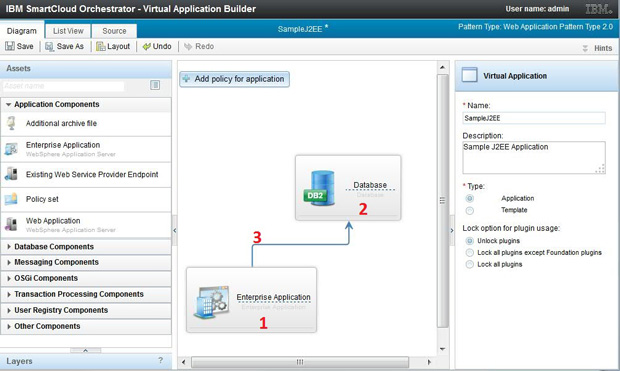 IBM SmartCloud Orchestrator - Virtual Application Builder
User name: admin
IBM
Diagram
List View
Source
SampleJ2EE *
Pattern Type: Web Application Pattern Type 2.0
Save
Save As
Layout
Undo
Redo
Hints
Assets
Asset name
Application Components
Additional archive file
Enterprise Application
WebSphere Application Server
Existing Web Service Provider Endpoint
Policy set
Web Application
WebSphere Application Server
Database Components
Messaging Components
OSGi Components
Transaction Processing Components
User Registry Components
Other Components
Layers ?
Add policy for application
Database
Database
DB2
2
3
Enterprise Application
Enterprise Application
1
Virtual Application
* Name:
SampleJ2EE
Description:
Sample J2EE Application
* Type:
Application
Template
Lock option for plugin usage:
Unlock plugins
Lock all plugins except Foundation plugins
Lock all plugins